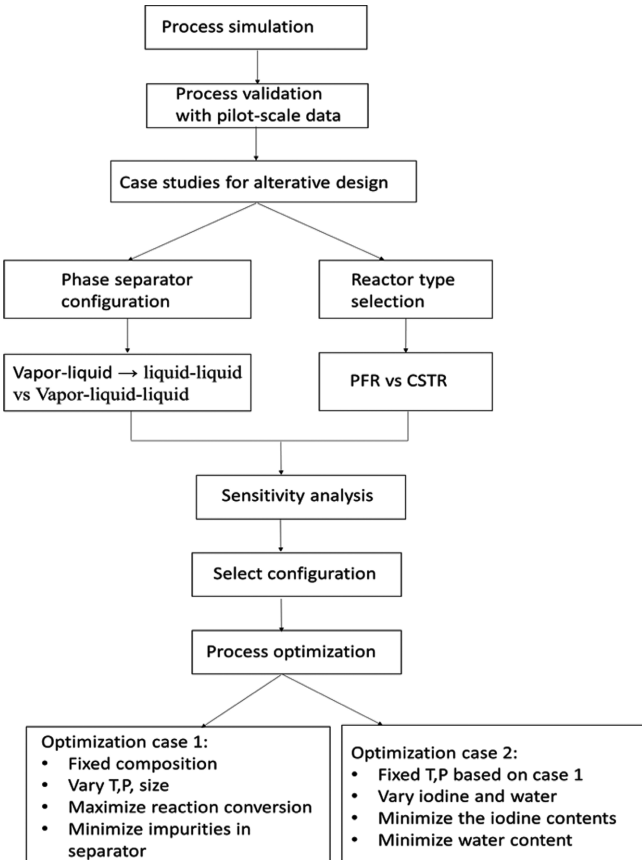 Process simulation
Process validation
with pilot-scale data
Case studies for alterative design
Phase separator
configuration
Reactor type
selection
Vapor-liquid → liquid-liquid
vs Vapor-liquid-liquid
PFR vs CSTR
Sensitivity analysis
Select configuration
Process optimization
Optimization case 1:
• Fixed composition
• Vary T,P, size
• Maximize reaction conversion
• Minimize impurities in
separator
Optimization case 2:
• Fixed T,P based on case 1
• Vary iodine and water
• Minimize the iodine contents
• Minimize water content